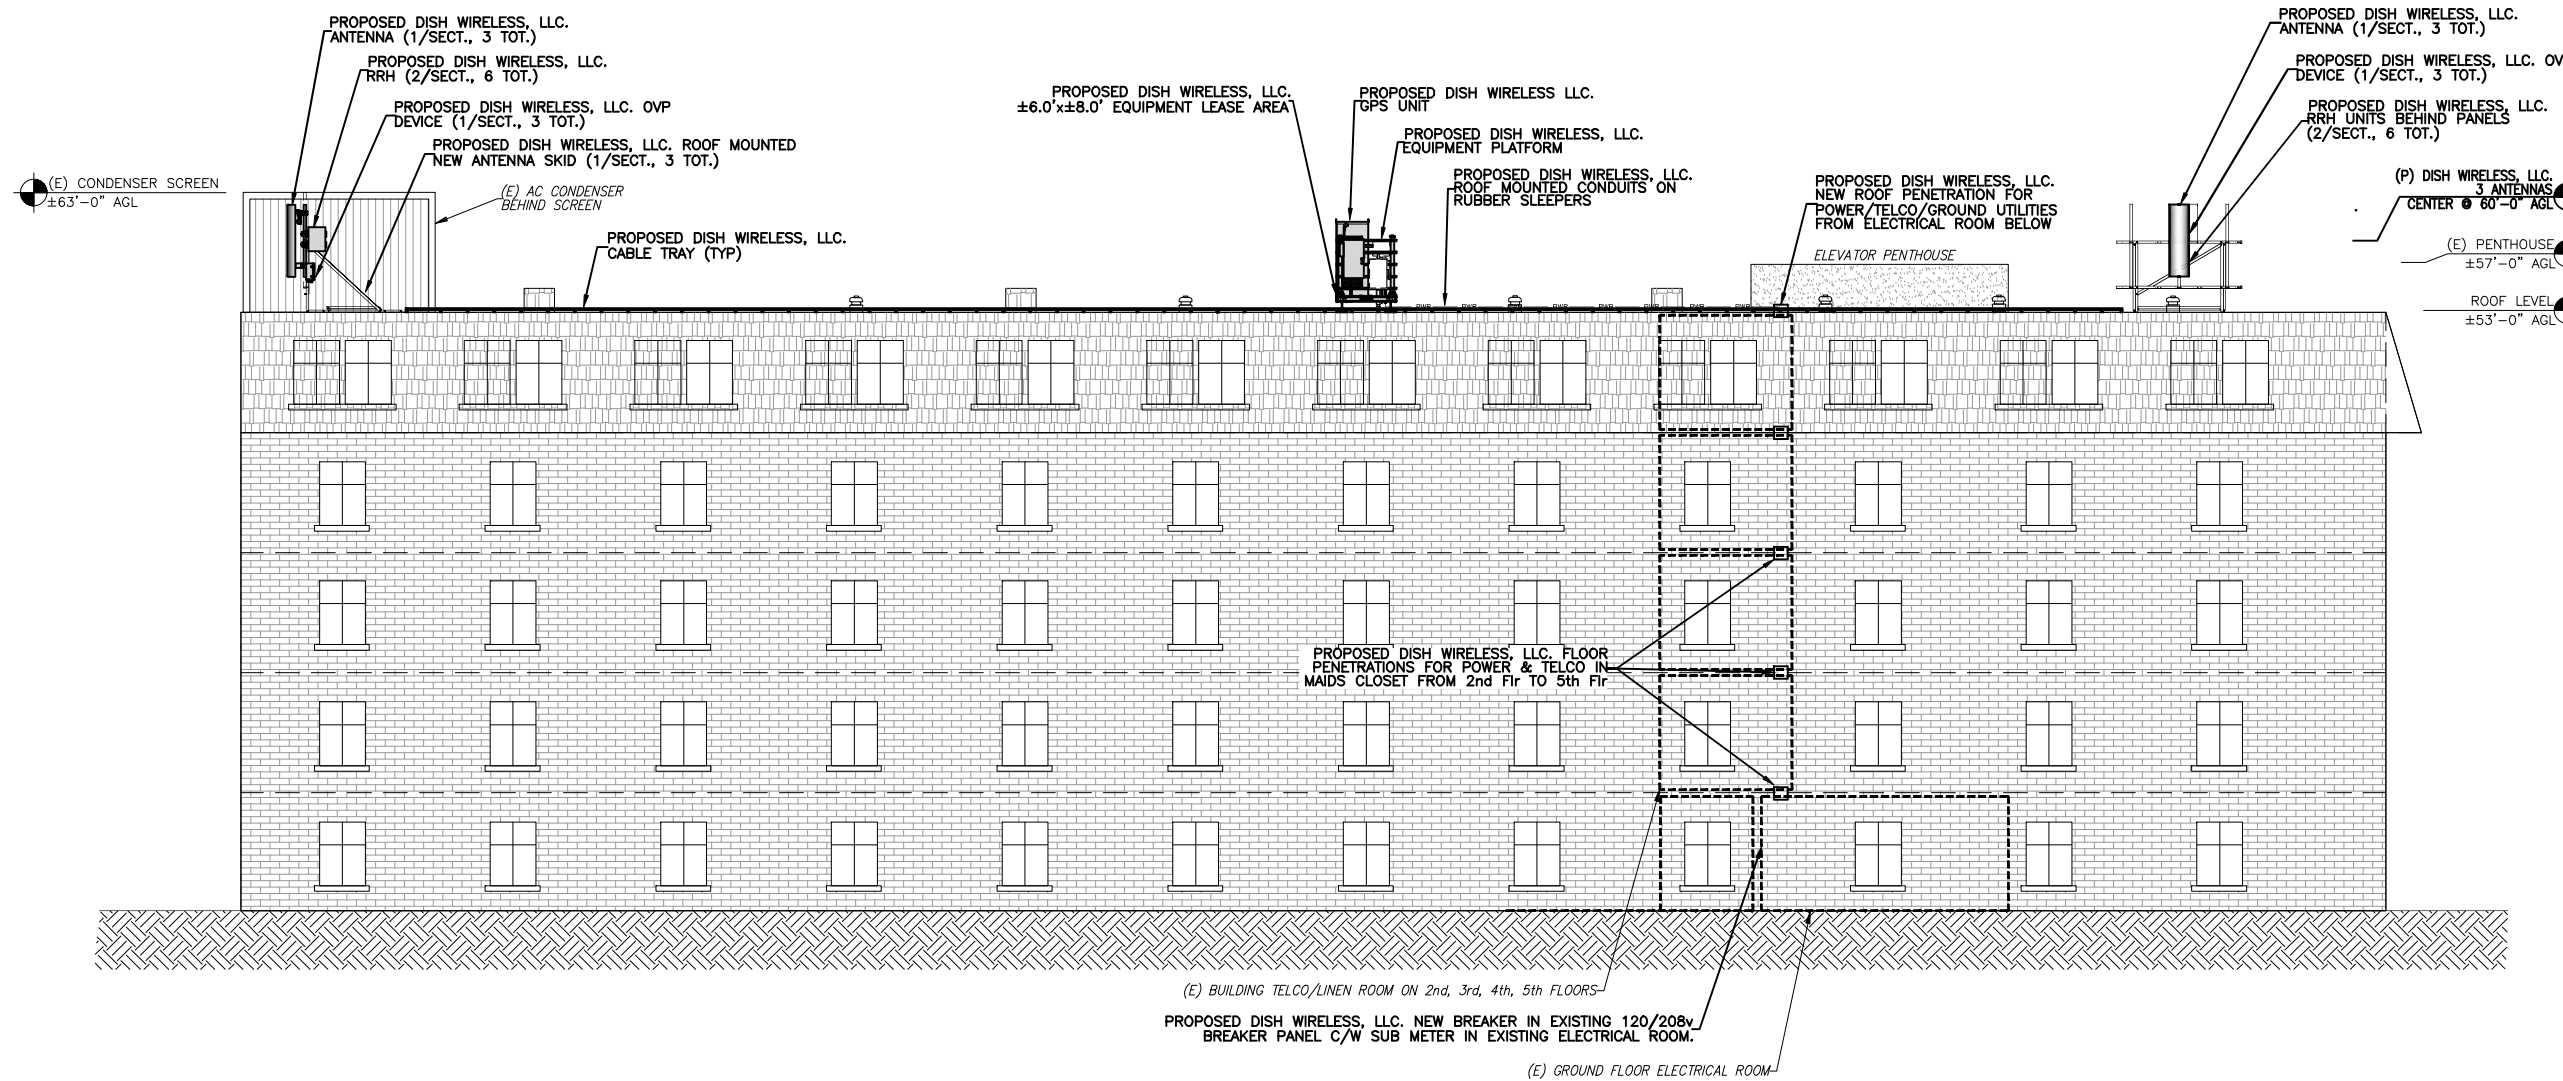 PROPOSED DISH WIRELESS, LLC.
ANTENNA (1/SECT., 3 TOT.)
PROPOSED DISH WIRELESS, LLC.
RRH (2/SECT., 6 TOT.)
PROPOSED DISH WIRELESS, LLC. OVP
DEVICE (1/SECT., 3 TOT.)
PROPOSED DISH WIRELESS, LLC. ROOF MOUNTED
NEW ANTENNA SKID (1/SECT., 3 TOT.)
(E) CONDENSER SCREEN
±63'-0" AGL
(E) AC CONDENSER
BEHIND SCREEN
PROPOSED DISH WIRELESS, LLC.
CABLE TRAY (TYP)
PROPOSED DISH WIRELESS, LLC.
±6.0'x±8.0' EQUIPMENT LEASE AREA
PROPOSED DISH WIRELESS LLC.
GPS UNIT
PROPOSED DISH WIRELESS, LLC.
EQUIPMENT PLATFORM
PROPOSED DISH WIRELESS, LLC.
ROOF MOUNTED CONDUITS ON
RUBBER SLEEPERS
PROPOSED DISH WIRELESS, LLC.
NEW ROOF PENETRATION FOR
POWER/TELCO/GROUND UTILITIES
FROM ELECTRICAL ROOM BELOW
ELEVATOR PENTHOUSE
PROPOSED DISH WIRELESS, LLC.
ANTENNA (1/SECT., 3 TOT.)
PROPOSED DISH WIRELESS, LLC. OV
DEVICE (1/SECT., 3 TOT.)
PROPOSED DISH WIRELESS, LLC.
RRH UNITS BEHIND PANELS
(2/SECT., 6 TOT.)
(P) DISH WIRELESS, LLC.
3 ANTENNAS
CENTER @ 60'-0" AGL
(E) PENTHOUSE
±57'-0" AGL
ROOF LEVEL
±53'-0" AGL
PROPOSED DISH WIRELESS, LLC. FLOOR
PENETRATIONS FOR POWER & TELCO IN
MAIDS CLOSET FROM 2nd Flr TO 5th Flr
(E) BUILDING TELCO/LINEN ROOM ON 2nd, 3rd, 4th, 5th FLOORS
PROPOSED DISH WIRELESS, LLC. NEW BREAKER IN EXISTING 120/208v
BREAKER PANEL C/W SUB METER IN EXISTING ELECTRICAL ROOM.
(E) GROUND FLOOR ELECTRICAL ROOM